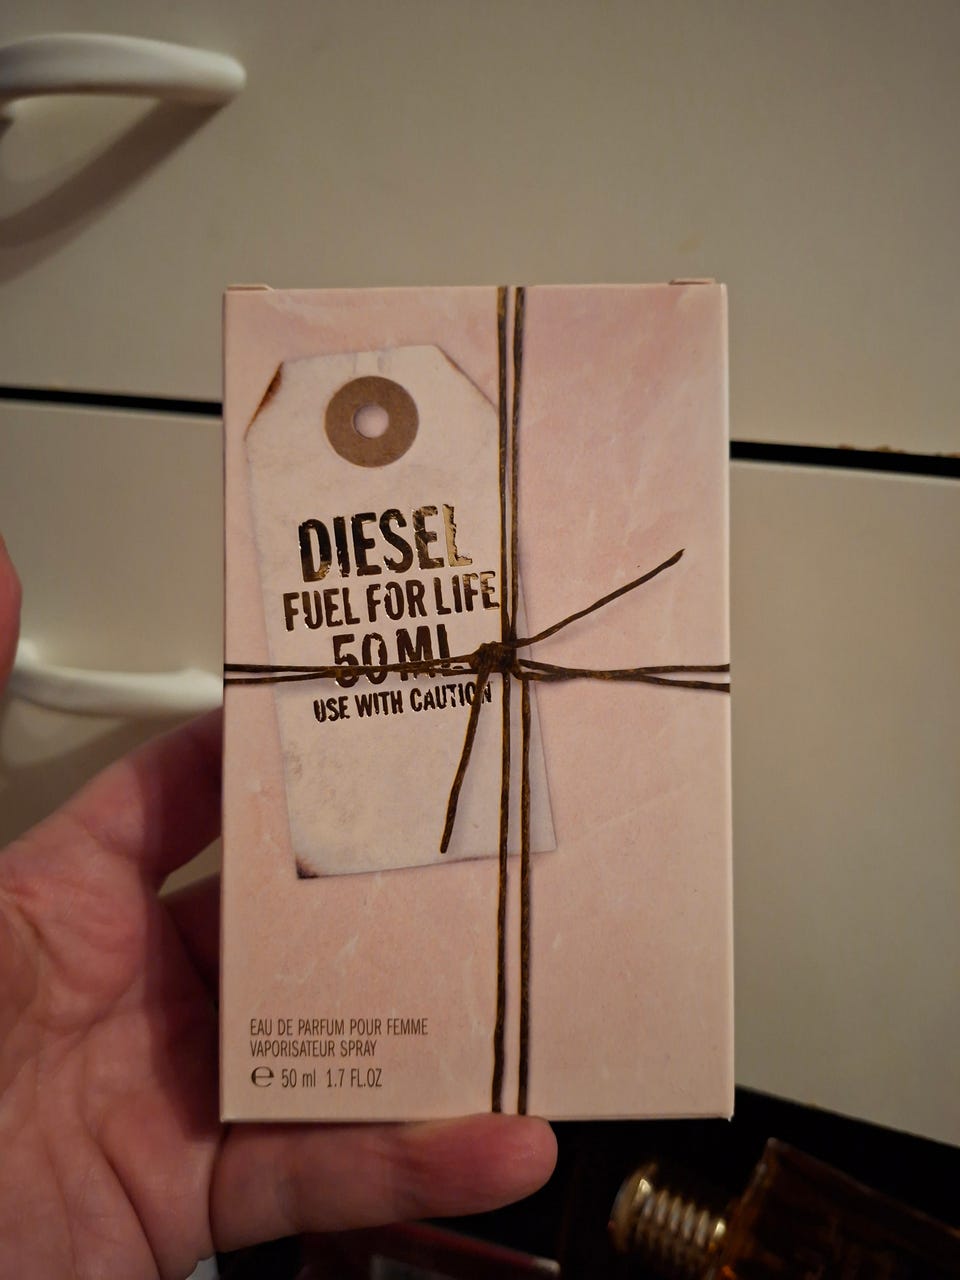 DIESEL
FUEL FOR LIFE
50 ML
USE WITH CAUTION
EAU DE PARFUM POUR FEMME
VAPORISATEUR SPRAY
℮ 50 ml 1.7 FL.OZ